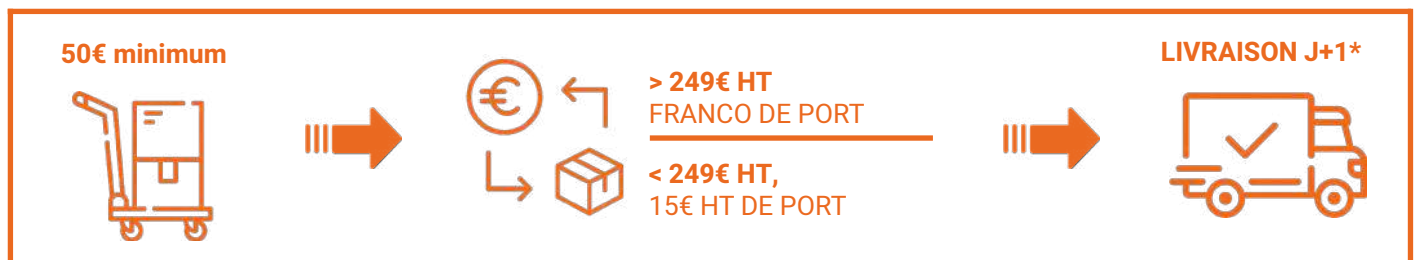 50€ minimum
> 249€ HT
FRANCO DE PORT
< 249€ HT,
15€ HT DE PORT
LIVRAISON J+1*